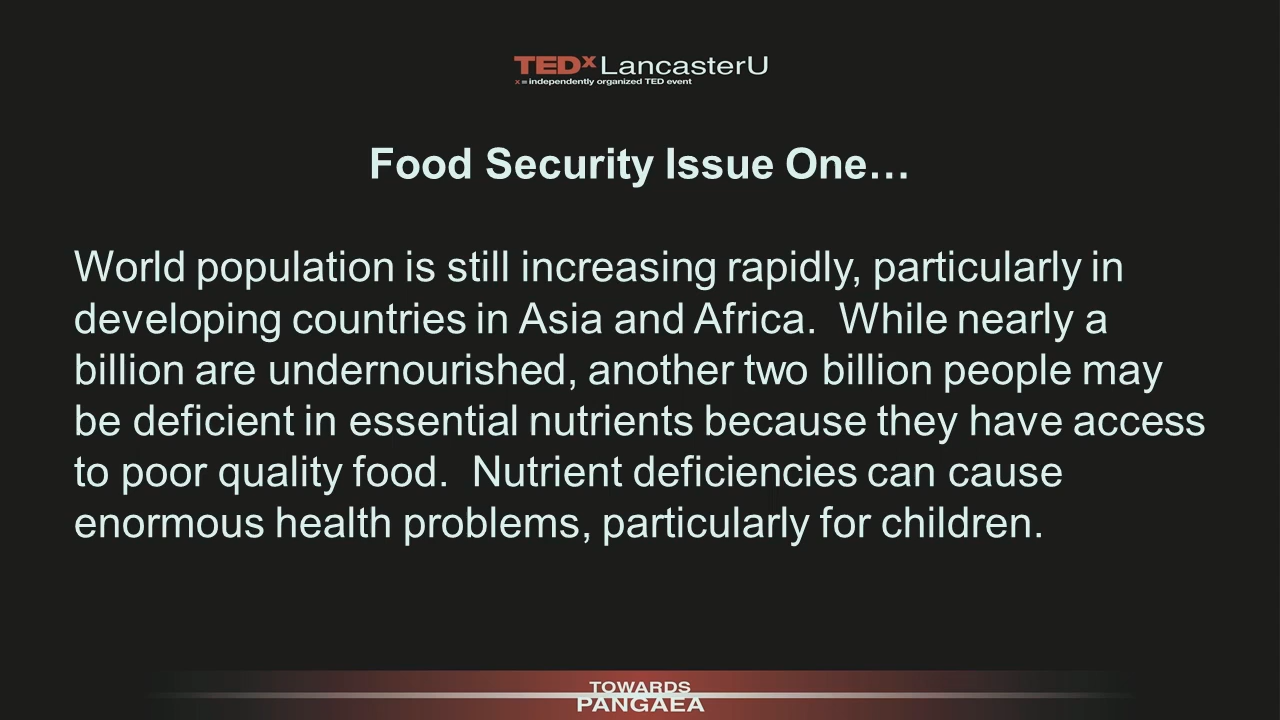 TEDx LancasterU
x = independently organized TED event
Food Security Issue One…
World population is still increasing rapidly, particularly in
developing countries in Asia and Africa.  While nearly a
billion are undernourished, another two billion people may
be deficient in essential nutrients because they have access
to poor quality food.  Nutrient deficiencies can cause
enormous health problems, particularly for children.
TOWARDS
PANGAEA